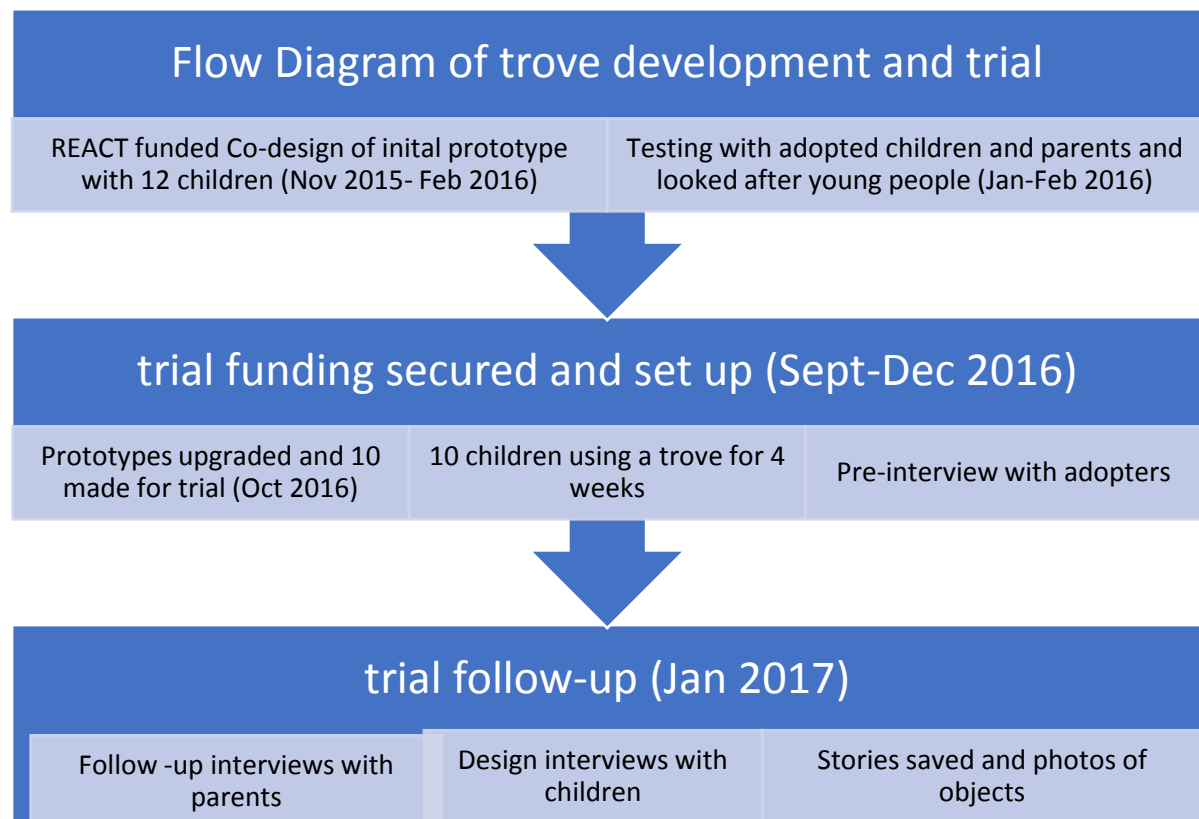 Flow Diagram of trove development and trial
REACT funded Co-design of inital prototype
with 12 children (Nov 2015- Feb 2016)
Testing with adopted children and parents and
looked after young people (Jan-Feb 2016)
trial funding secured and set up (Sept-Dec 2016)
Prototypes upgraded and 10
made for trial (Oct 2016)
10 children using a trove for 4
weeks
Pre-interview with adopters
trial follow-up (Jan 2017)
Follow -up interviews with
parents
Design interviews with
children
Stories saved and photos of
objects